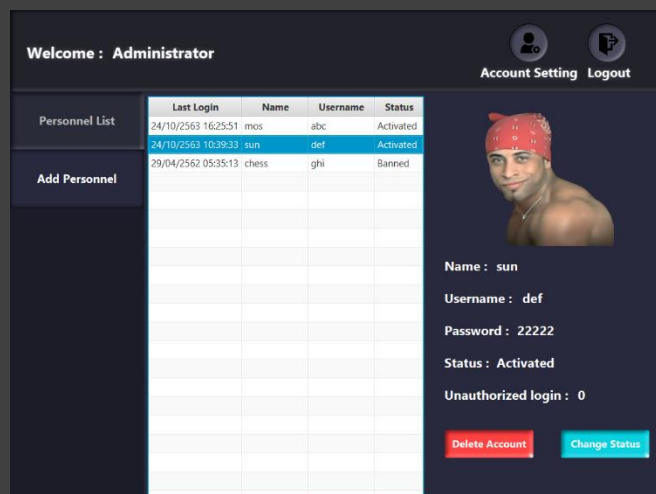 Welcome : Administrator
Account Setting Logout
Personnel List
Add Personnel
Last Login Name Username Status
24/10/2563 16:25:51 mos abc Activated
24/10/2563 10:39:33 sun def Activated
29/04/2562 05:35:13 chess ghi Banned
Name : sun
Username : def
Password : 22222
Status : Activated
Unauthorized login : 0
Delete Account Change Status